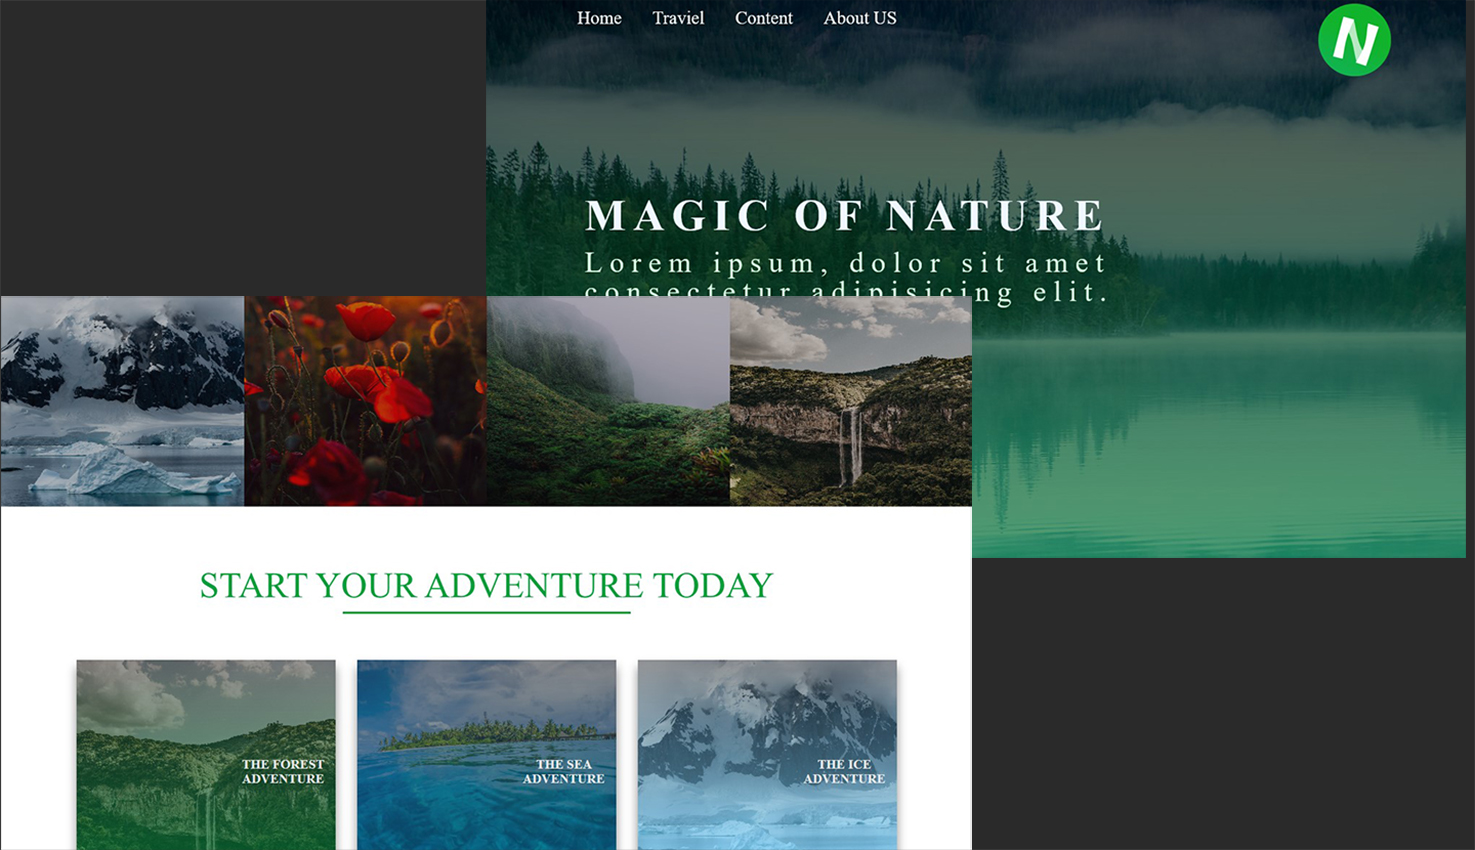 Home Traviel Content About US
N
MAGIC OF NATURE
Lorem ipsum, dolor sit amet
consectetur adipisicing elit.
START YOUR ADVENTURE TODAY
THE FOREST
ADVENTURE
THE SEA
ADVENTURE
THE ICE
ADVENTURE